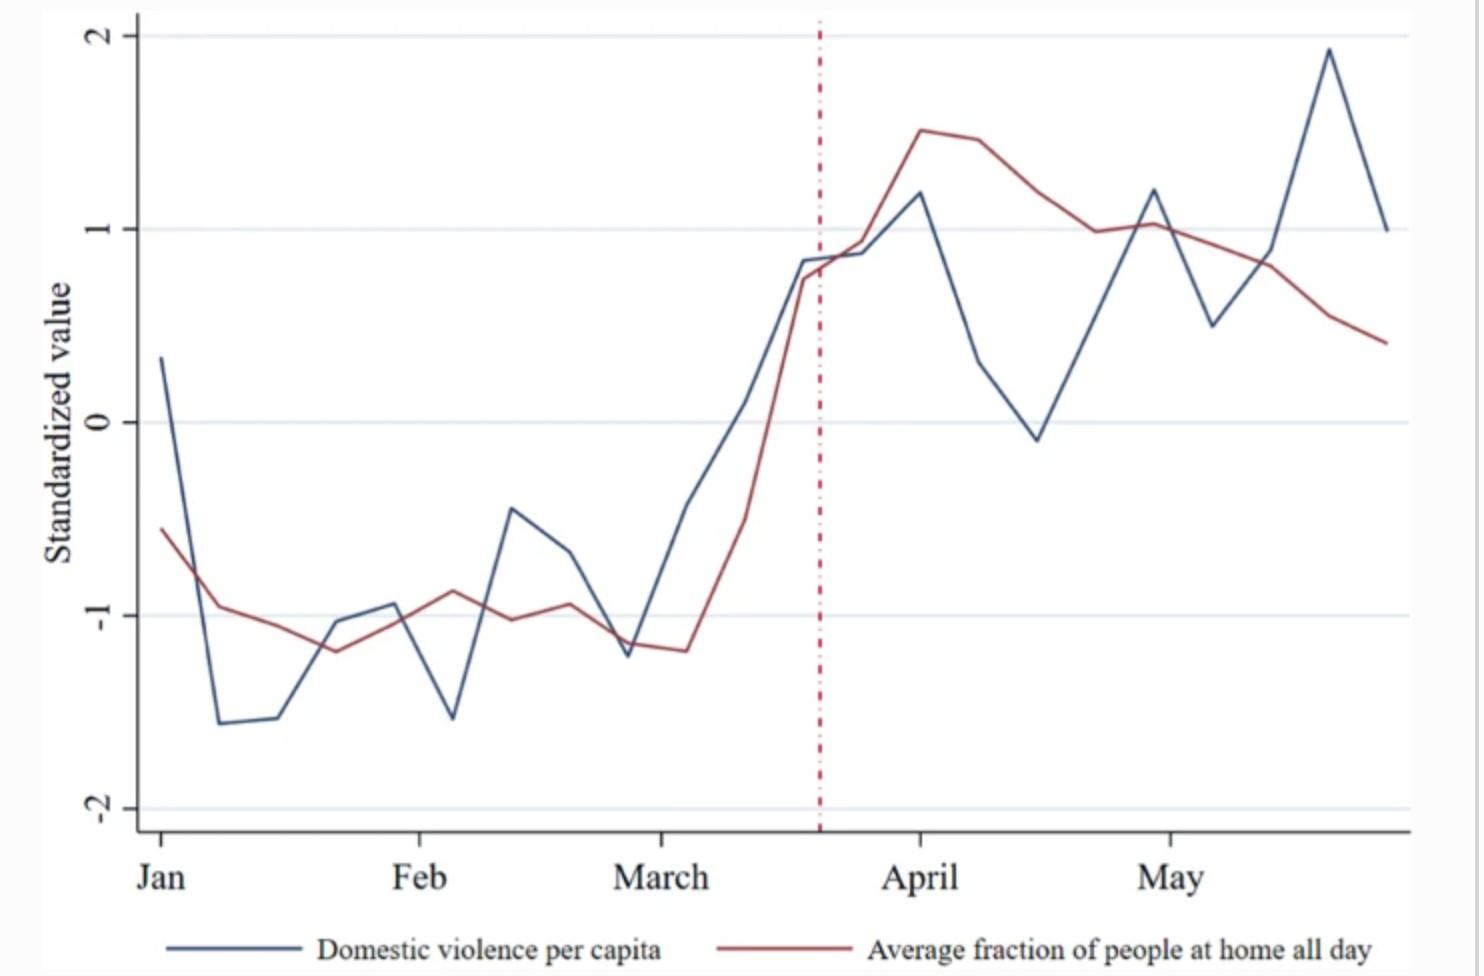 Standardized value
2
1
0
-1
-2
Jan Feb March April May
Domestic violence per capita Average fraction of people at home all day